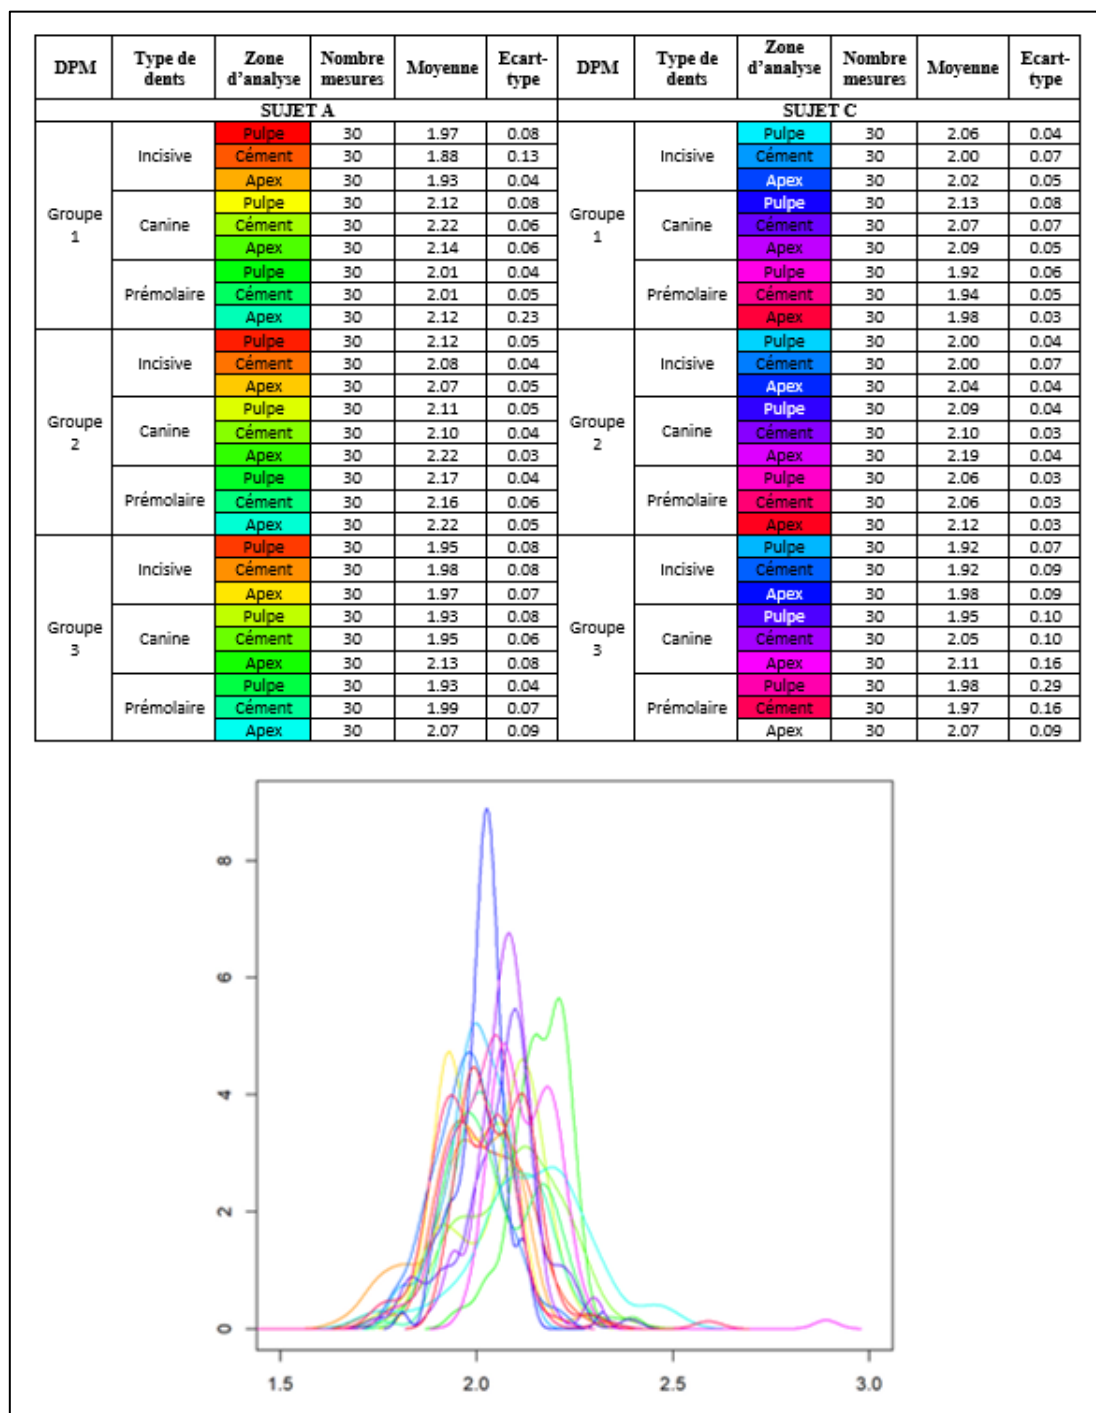 DPM Type de dents Zone d'analyse Nombre mesures Moyenne Ecart-type DPM Type de dents Zone d'analyse Nombre mesures Moyenne Ecart-type
SUJET A SUJET C
Groupe 1 Incisive Pulpe 30 1.97 0.08 Groupe 1 Incisive Pulpe 30 2.06 0.04
Cément 30 1.88 0.13 Cément 30 2.00 0.07
Apex 30 1.93 0.04 Apex 30 2.02 0.05
Canine Pulpe 30 2.12 0.08 Canine Pulpe 30 2.13 0.08
Cément 30 2.22 0.06 Cément 30 2.07 0.07
Apex 30 2.14 0.06 Apex 30 2.09 0.05
Prémolaire Pulpe 30 2.01 0.04 Prémolaire Pulpe 30 1.92 0.06
Cément 30 2.01 0.05 Cément 30 1.94 0.05
Apex 30 2.12 0.23 Apex 30 1.98 0.03
Groupe 2 Incisive Pulpe 30 2.12 0.05 Groupe 2 Incisive Pulpe 30 2.00 0.04
Cément 30 2.08 0.04 Cément 30 2.00 0.07
Apex 30 2.07 0.05 Apex 30 2.04 0.04
Canine Pulpe 30 2.11 0.05 Canine Pulpe 30 2.09 0.04
Cément 30 2.10 0.04 Cément 30 2.10 0.03
Apex 30 2.22 0.03 Apex 30 2.19 0.04
Prémolaire Pulpe 30 2.17 0.04 Prémolaire Pulpe 30 2.06 0.03
Cément 30 2.16 0.06 Cément 30 2.06 0.03
Apex 30 2.22 0.05 Apex 30 2.12 0.03
Groupe 3 Incisive Pulpe 30 1.95 0.08 Groupe 3 Incisive Pulpe 30 1.92 0.07
Cément 30 1.98 0.08 Cément 30 1.92 0.09
Apex 30 1.97 0.07 Apex 30 1.98 0.09
Canine Pulpe 30 1.93 0.08 Canine Pulpe 30 1.95 0.10
Cément 30 1.95 0.06 Cément 30 2.05 0.10
Apex 30 2.13 0.08 Apex 30 2.11 0.16
Prémolaire Pulpe 30 1.93 0.04 Prémolaire Pulpe 30 1.98 0.29
Cément 30 1.99 0.07 Cément 30 1.97 0.16
Apex 30 2.07 0.09 Apex 30 2.07 0.09
8
6
4
2
0
1.5 2.0 2.5 3.0